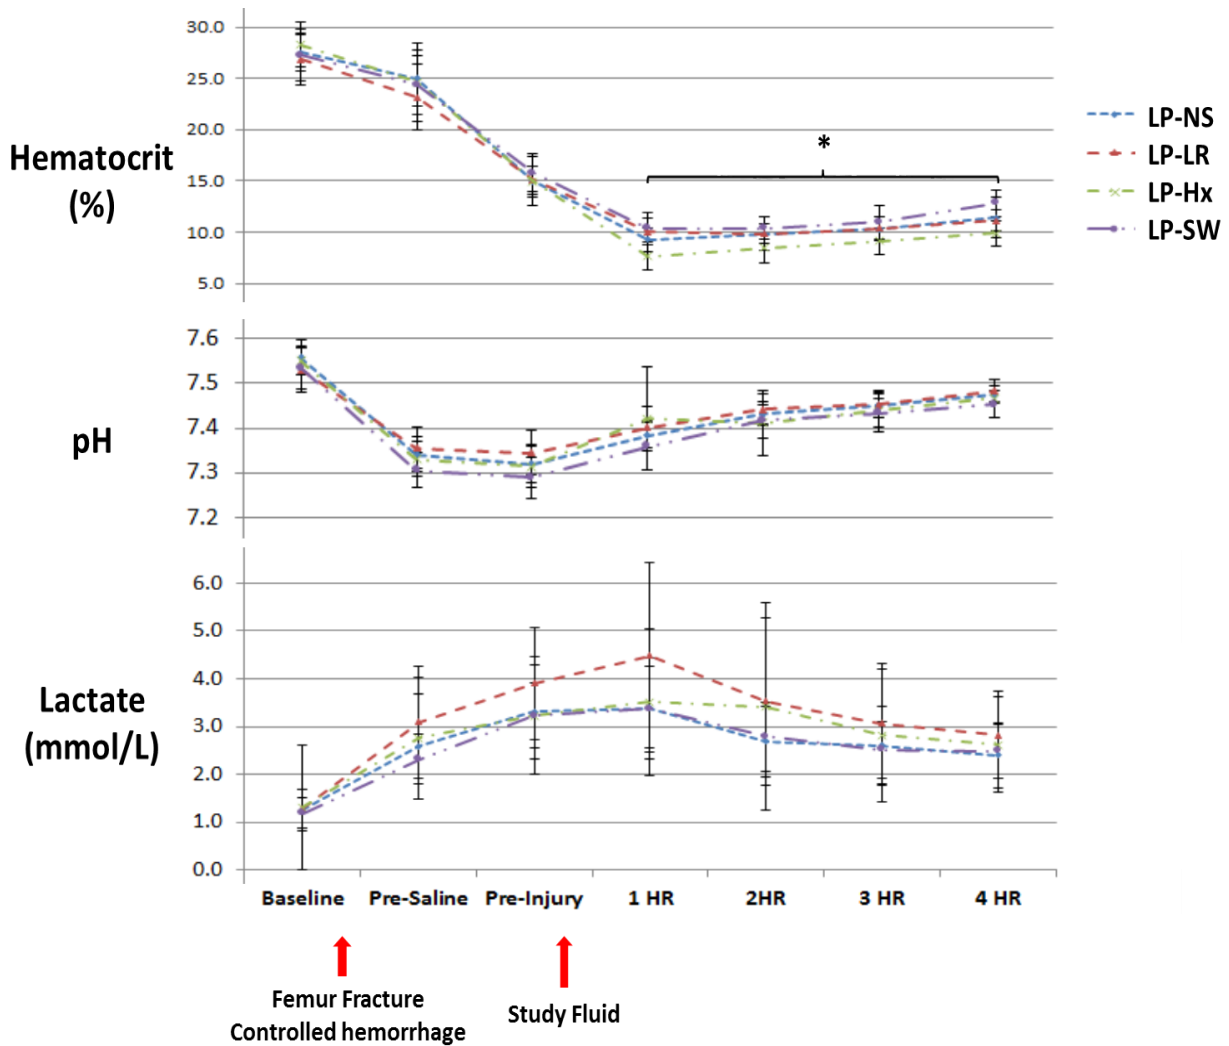 30.0
25.0
20.0
15.0
10.0
5.0
Hematocrit
(%)
*
LP-NS
LP-LR
LP-Hx
LP-SW
7.6
7.5
7.4
7.3
7.2
pH
6.0
5.0
4.0
3.0
2.0
1.0
0.0
Lactate
(mmol/L)
Baseline Pre-Saline Pre-Injury 1 HR 2HR 3 HR 4 HR
Femur Fracture
Controlled hemorrhage
Study Fluid